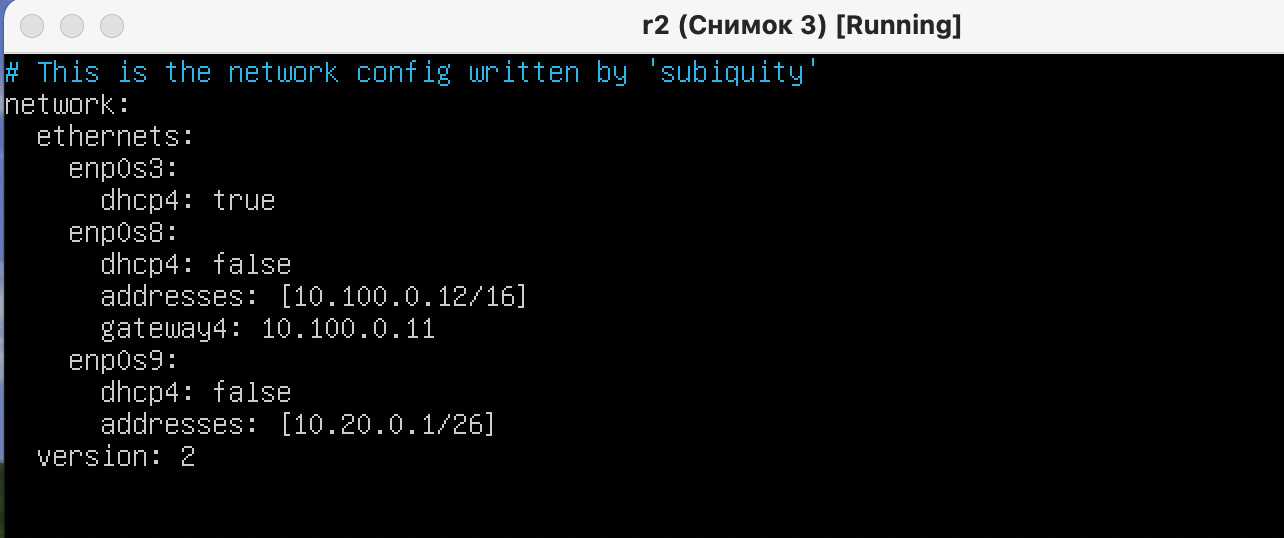 r2 (Снимок 3) [Running]
# This is the network config written by 'subiquity'
network:
  ethernets:
    enp0s3:
      dhcp4: true
    enp0s8:
      dhcp4: false
      addresses: [10.100.0.12/16]
      gateway4: 10.100.0.11
    enp0s9:
      dhcp4: false
      addresses: [10.20.0.1/26]
  version: 2